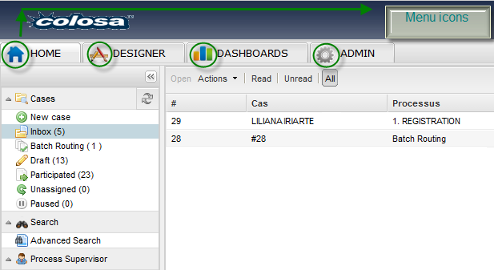 colosa
Menu icons
HOME
DESIGNER
DASHBOARDS
ADMIN
Cases
New case
Inbox (5)
Batch Routing ( 1 )
Draft (13)
Participated (23)
Unassigned (0)
Paused (0)
Search
Advanced Search
Process Supervisor
Open Actions Read Unread All
# Cas Processus
29 LILIANA IRIARTE 1. REGISTRATION
28 #28 Batch Routing